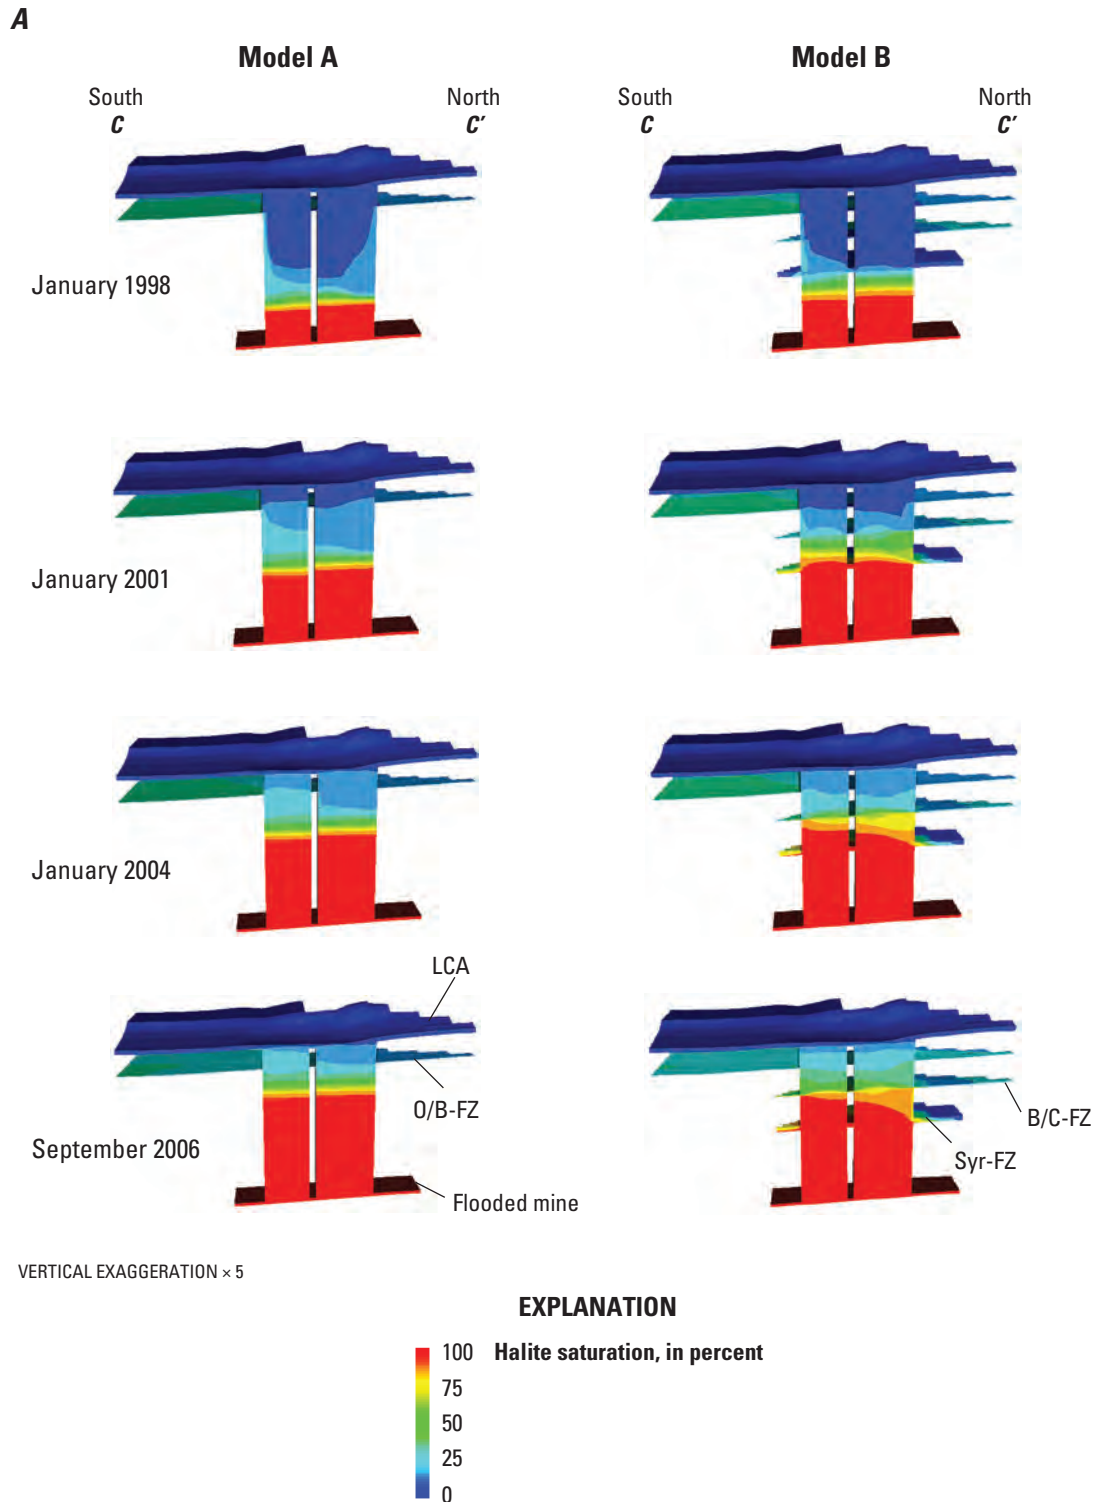 A
Model A
Model B
South
North
South
North
C
C'
C
C'
January 1998
January 2001
January 2004
LCA
O/B-FZ
B/C-FZ
September 2006
Syr-FZ
Flooded mine
VERTICAL EXAGGERATION × 5
EXPLANATION
100 Halite saturation, in percent
75
50
25
0